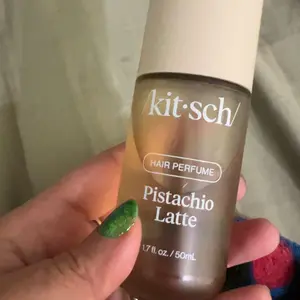 /kit·sch/
HAIR PERFUME
Pistachio
Latte
1.7 fl. oz. / 50mL